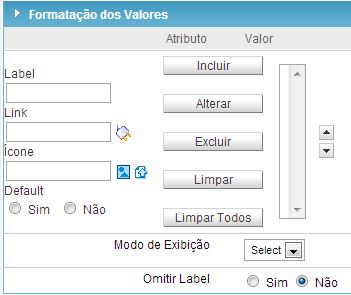 Formatação dos Valores
Atributo Valor
Label
Link
Ícone
Default
Sim Não
Incluir
Alterar
Excluir
Limpar
Limpar Todos
Modo de Exibição Select
Omitir Label Sim Não